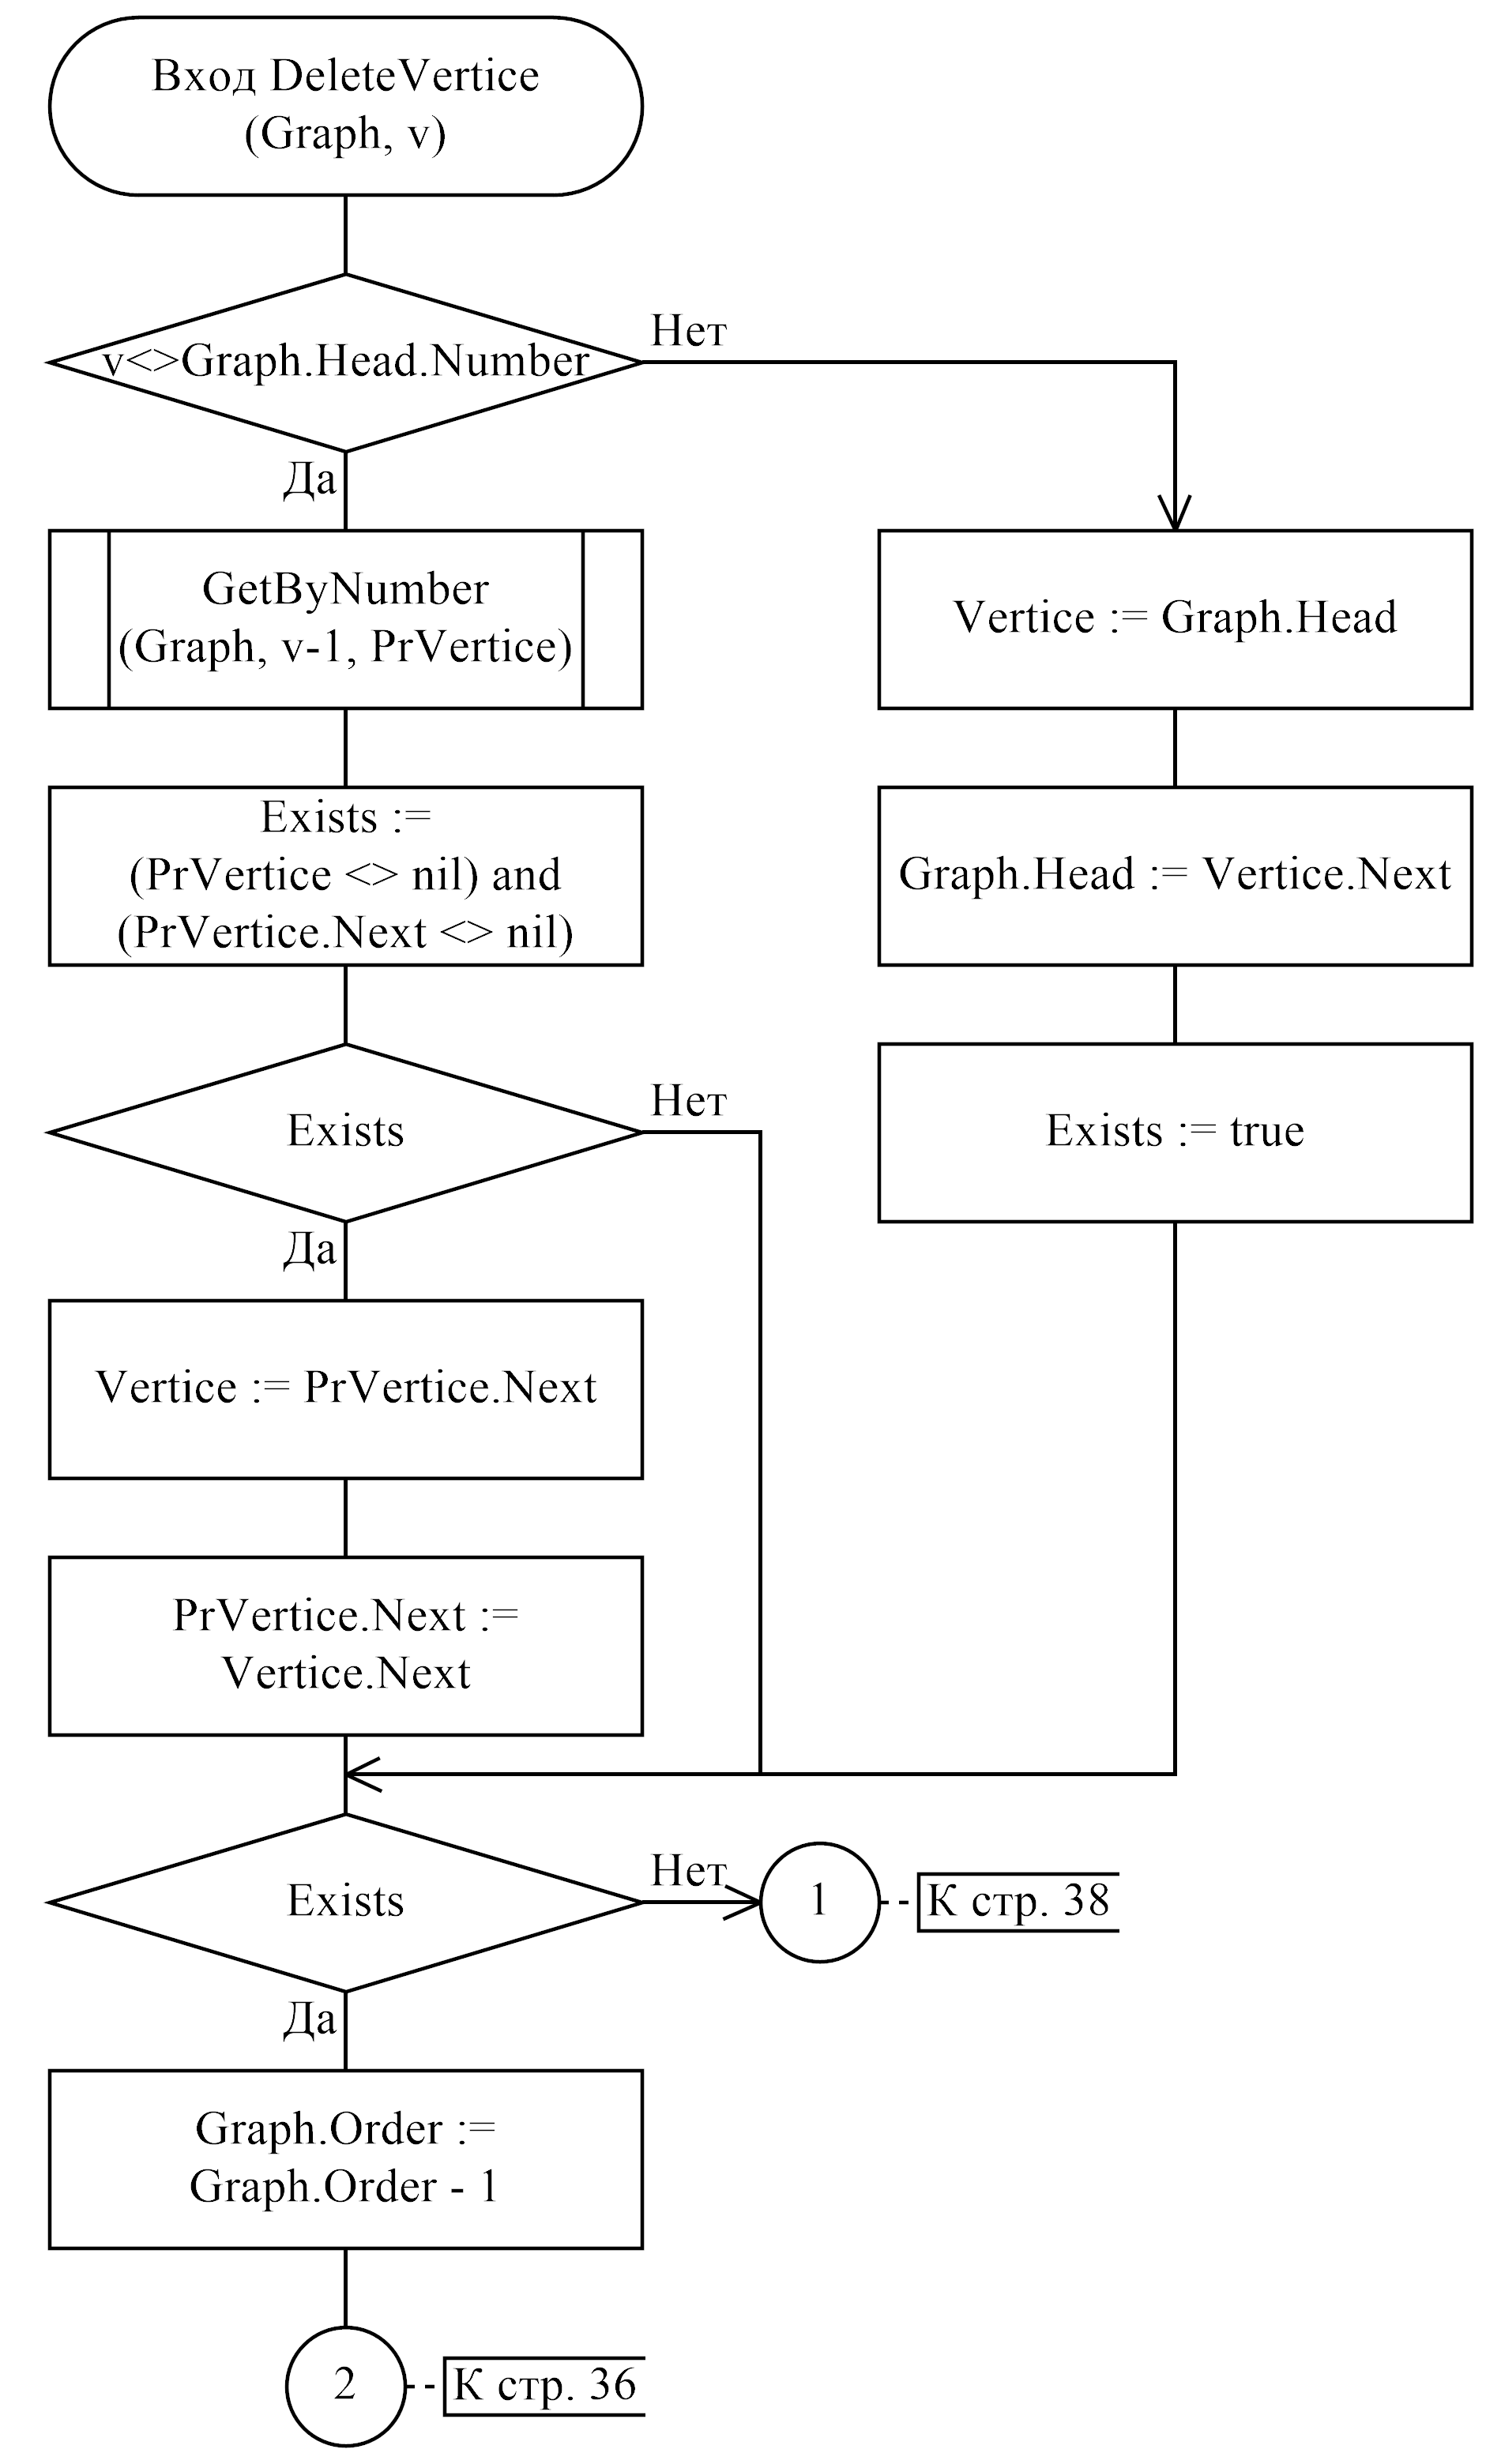 Вход DeleteVertice
(Graph, v)
v<>Graph.Head.Number
Нет
Да
GetByNumber
(Graph, v-1, PrVertice)
Vertice := Graph.Head
Exists :=
(PrVertice <> nil) and
(PrVertice.Next <> nil)
Graph.Head := Vertice.Next
Exists
Нет
Да
Exists := true
Vertice := PrVertice.Next
PrVertice.Next :=
Vertice.Next
Exists
Нет
1
К стр. 38
Да
Graph.Order :=
Graph.Order - 1
2
К стр. 36